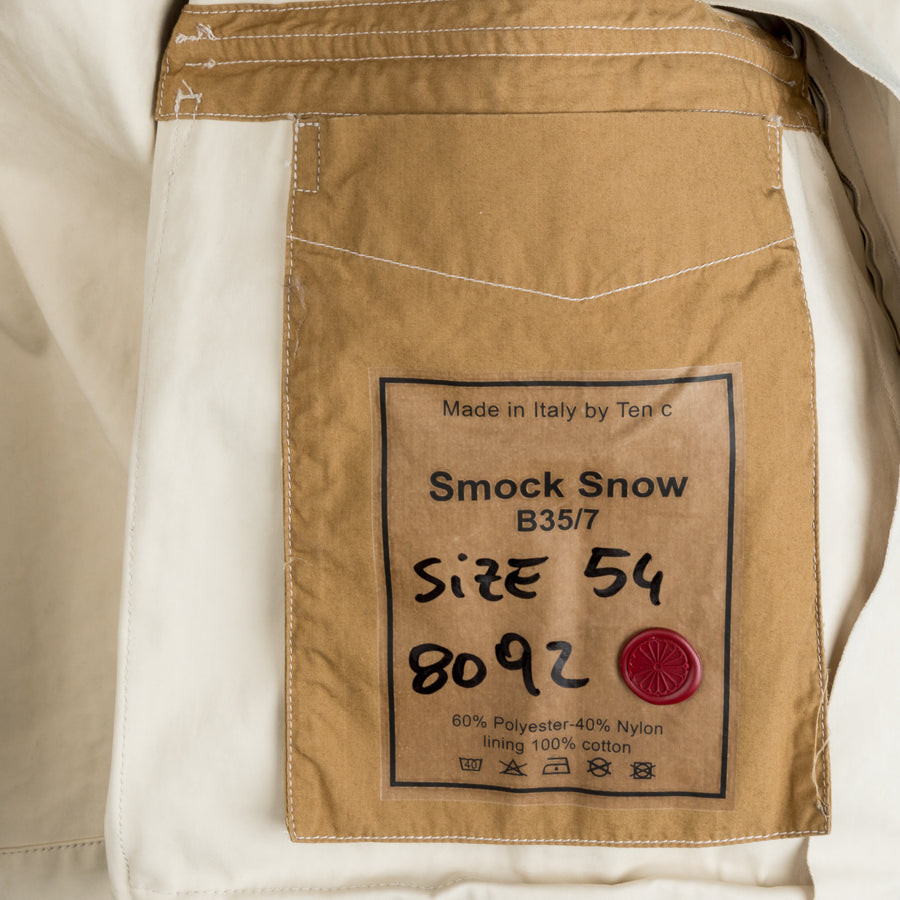 Made in Italy by Ten c
Smock Snow
B35/7
SiZE 54
8092
60% Polyester-40% Nylon
lining 100% cotton
40